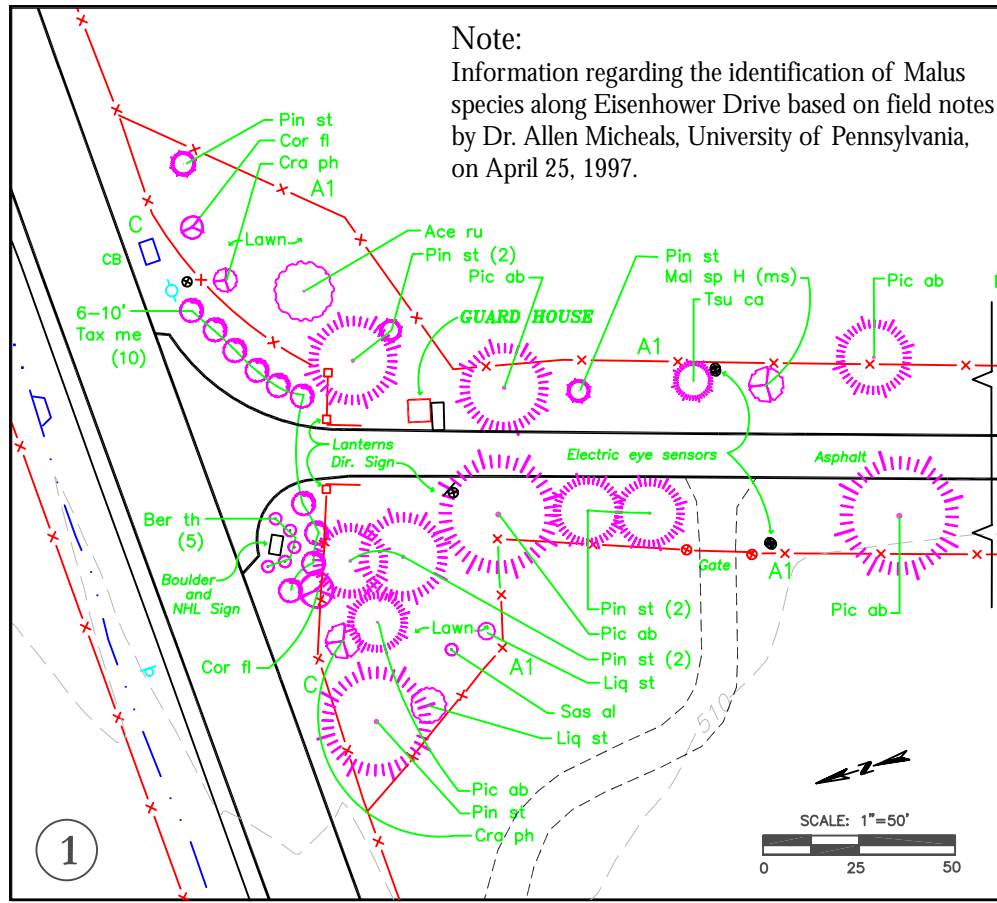 Note:
Information regarding the identification of Malus
species along Eisenhower Drive based on field notes
by Dr. Allen Micheals, University of Pennsylvania,
on April 25, 1997.
Pin st
Cor fl
Cra ph
A1
C
CB
Lawn
Ace ru
Pin st (2)
Pic ab
GUARD HOUSE
Pin st
Mal sp H (ms)
Tsu ca
Pic ab
A1
6-10'
Tax me
(10)
Lanterns
Dir. Sign
Electric eye sensors
Asphalt
Ber th
(5)
Boulder
and
NHL Sign
Gate
A1
Pin st (2)
Pic ab
Pic ab
Lawn
Pin st (2)
A1
Liq st
Cor fl
C
Sas al
Liq st
510
Pic ab
Pin st
Cra ph
1
N
SCALE: 1"=50'
0 25 50